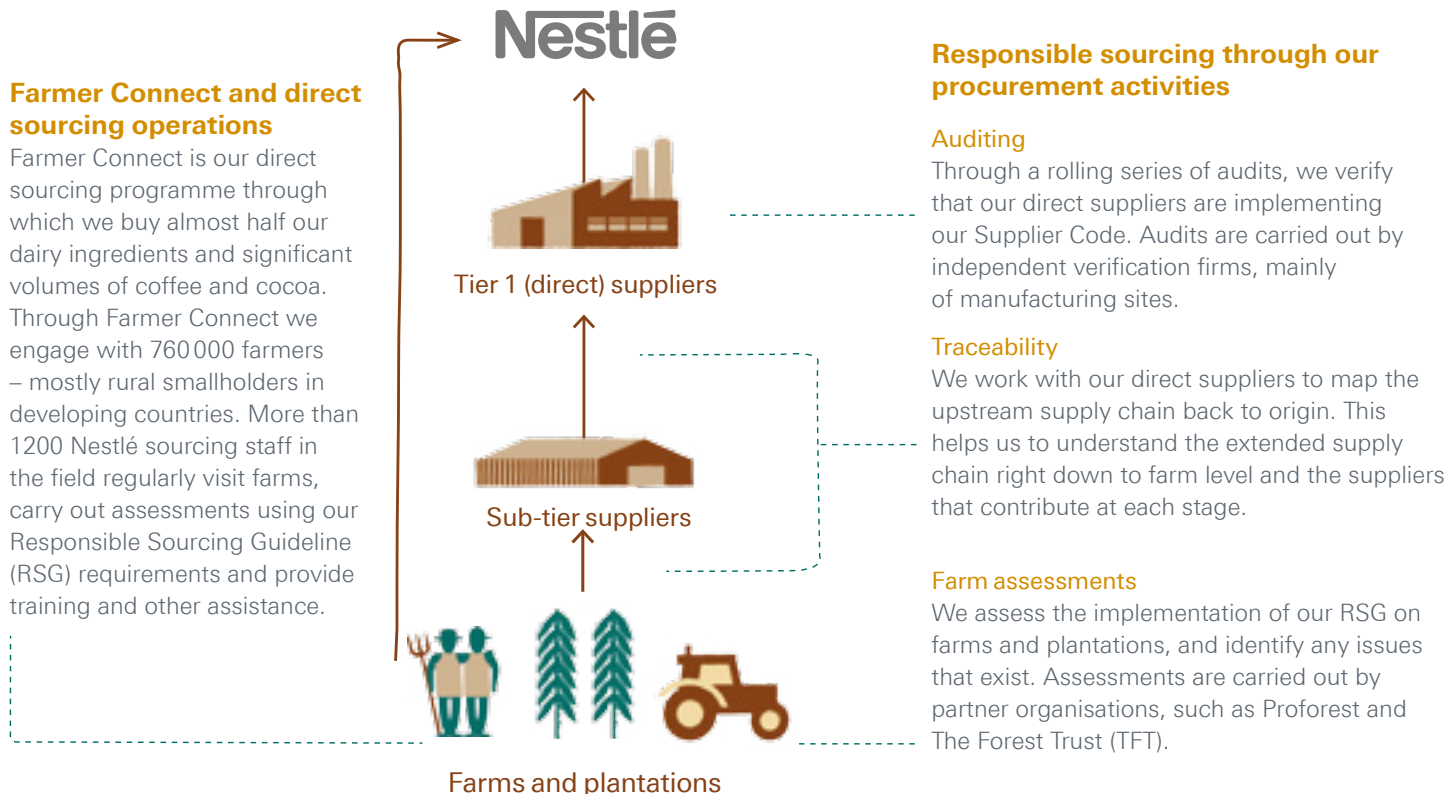 Nestlé
Farmer Connect and direct
sourcing operations
Farmer Connect is our direct
sourcing programme through
which we buy almost half our
dairy ingredients and significant
volumes of coffee and cocoa.
Through Farmer Connect we
engage with 760 000 farmers
– mostly rural smallholders in
developing countries. More than
1200 Nestlé sourcing staff in
the field regularly visit farms,
carry out assessments using our
Responsible Sourcing Guideline
(RSG) requirements and provide
training and other assistance.
Tier 1 (direct) suppliers
Sub-tier suppliers
Farms and plantations
Responsible sourcing through our
procurement activities
Auditing
Through a rolling series of audits, we verify
that our direct suppliers are implementing
our Supplier Code. Audits are carried out by
independent verification firms, mainly
of manufacturing sites.
Traceability
We work with our direct suppliers to map the
upstream supply chain back to origin. This
helps us to understand the extended supply
chain right down to farm level and the suppliers
that contribute at each stage.
Farm assessments
We assess the implementation of our RSG on
farms and plantations, and identify any issues
that exist. Assessments are carried out by
partner organisations, such as Proforest and
The Forest Trust (TFT).